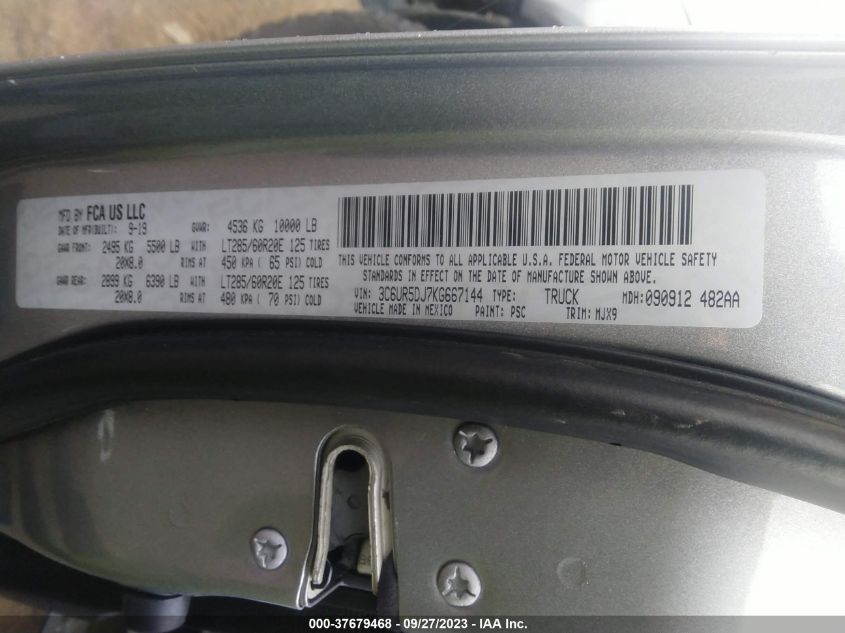 MFD BY FCA US LLC
DATE OF MFR(BUILT): 9-19 GVWR: 4536 KG 10000 LB
GAWR FRONT: 2495 KG 5500 LB WITH LT285/60R20E 125 TIRES
20X8.0 RIMS AT 450 KPA ( 65 PSI) COLD
GAWR REAR: 2899 KG 6390 LB WITH LT285/60R20E 125 TIRES
20X8.0 RIMS AT 480 KPA ( 70 PSI) COLD
THIS VEHICLE CONFORMS TO ALL APPLICABLE U.S.A. FEDERAL MOTOR VEHICLE SAFETY
STANDARDS IN EFFECT ON THE DATE OF MANUFACTURE SHOWN ABOVE.
VIN: 3C6UR5DJ7KG667144 TYPE: TRUCK MDH:090912 482AA
VEHICLE MADE IN MEXICO PAINT: PSC TRIM: MJX9
000-37679468 - 09/27/2023 - IAA Inc.